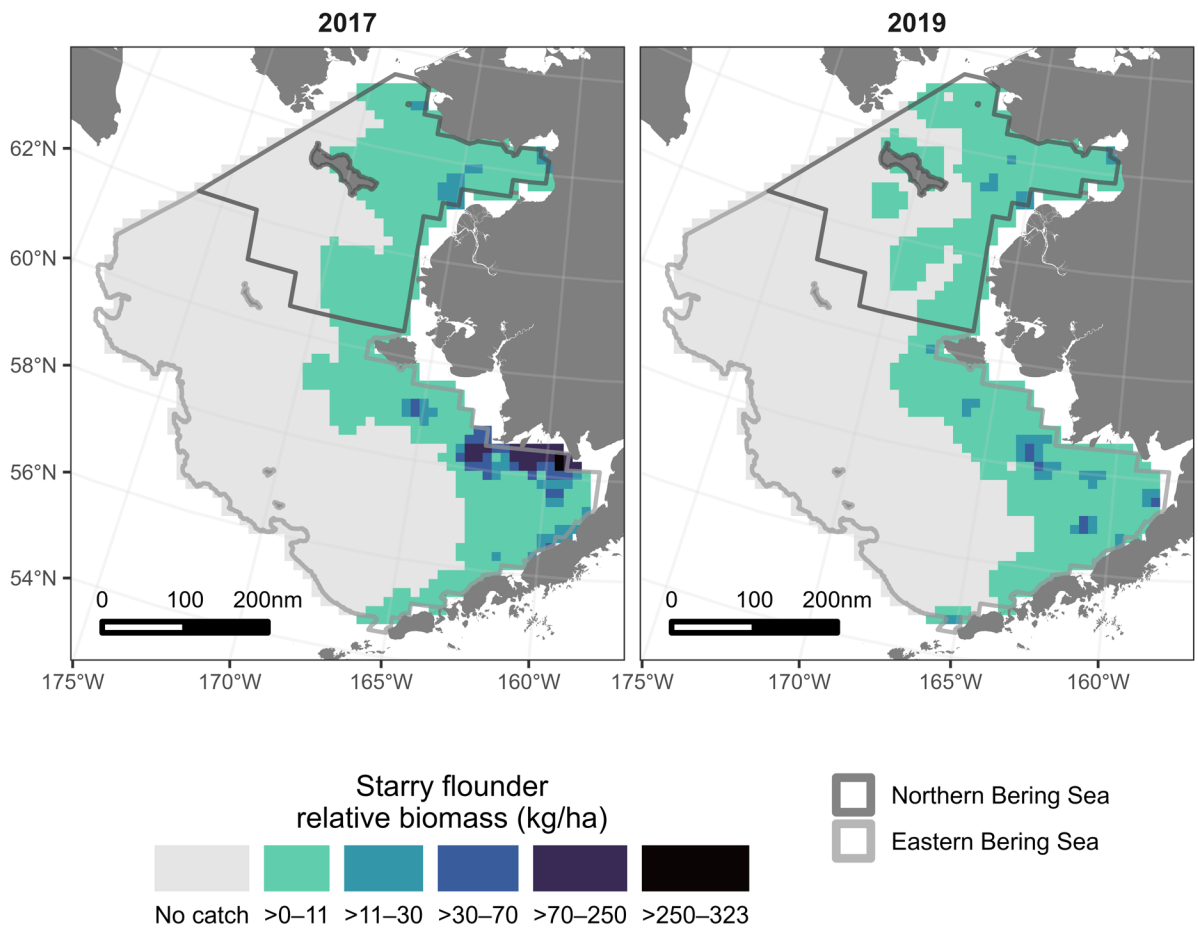 2017
2019
62°N
60°N
58°N
56°N
54°N
0 100 200nm
0 100 200nm
175°W 170°W 165°W 160°W
175°W 170°W 165°W 160°W
Starry flounder
relative biomass (kg/ha)
No catch >0–11 >11–30 >30–70 >70–250 >250–323
Northern Bering Sea
Eastern Bering Sea